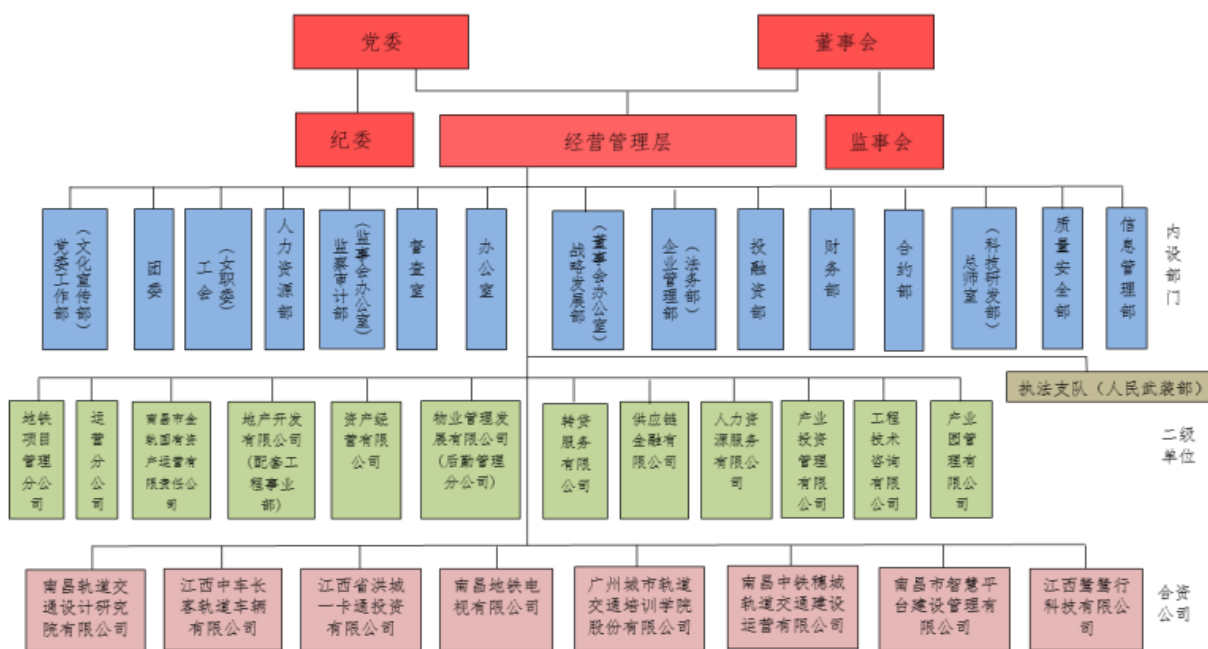 党委
董事会
纪委
经营管理层
监事会
党委工作部
（文化宣传部）
团委
工会
（女职委）
人力资源部
监察审计部
（监事会办公室）
督查室
办公室
战略发展部
（董事会办公室）
企业管理部
（法务部）
投融资部
财务部
合约部
总师室
（科技研发部）
质量安全部
信息管理部
内设部门
执法支队（人民武装部）
地铁
项目
管理
分公
司
运
营
分
公
司
南昌市金
轨国有资
产运营有
限责任公
司
地产开发
有限公司
(配套工
程事业
部)
资产经
营有限
公司
物业管理发
展有限公司
(后勤管理
分公司)
转贷
服务
有限
公司
供应链
金融有
限公司
人力资
源服务
有限公
司
产业
投资
管理
有限
公司
工程
技术
咨询
有限
公司
产业
园管
理有
限公
司
二级
单位
南昌轨道交
通设计研究
院有限公司
江西中车长
客轨道车辆
有限公司
江西省洪城
一卡通投资
有限公司
南昌地铁电
视有限公司
广州城市轨道
交通培训学院
股份有限公司
南昌中铁穗城
轨道交通建设
运营有限公司
南昌市智慧平
台建设管理有
限公司
江西鹭鹭行
科技有限公
司
合资
公司